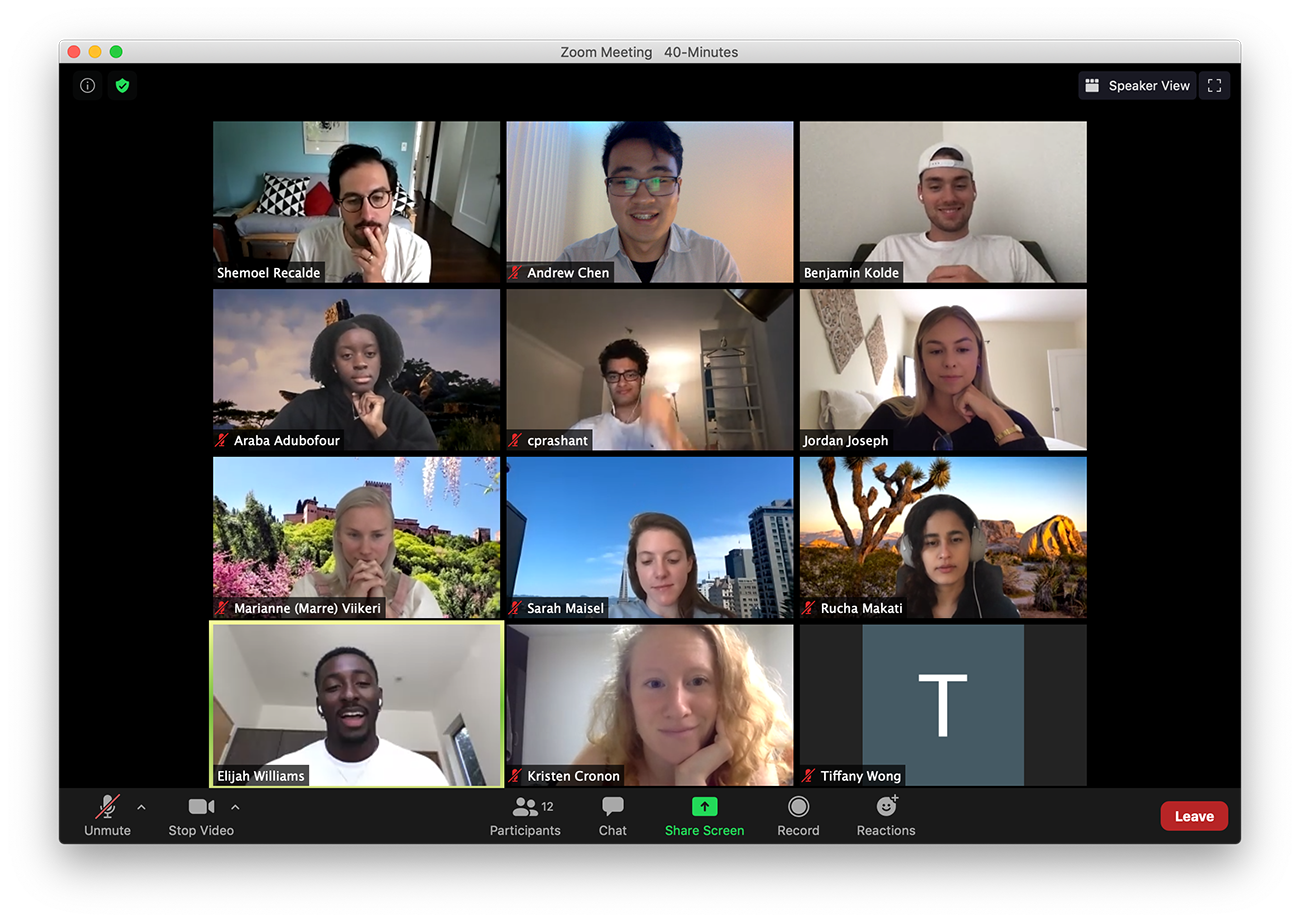 Zoom Meeting 40-Minutes
Speaker View
Shemoel Recalde
Andrew Chen
Benjamin Kolde
Araba Adubofour
cprashant
Jordan Joseph
Marianne (Marre) Viikeri
Sarah Maisel
Rucha Makati
T
Elijah Williams
Kristen Cronon
Tiffany Wong
12
Unmute
Stop Video
Participants
Chat
Share Screen
Record
Reactions
Leave